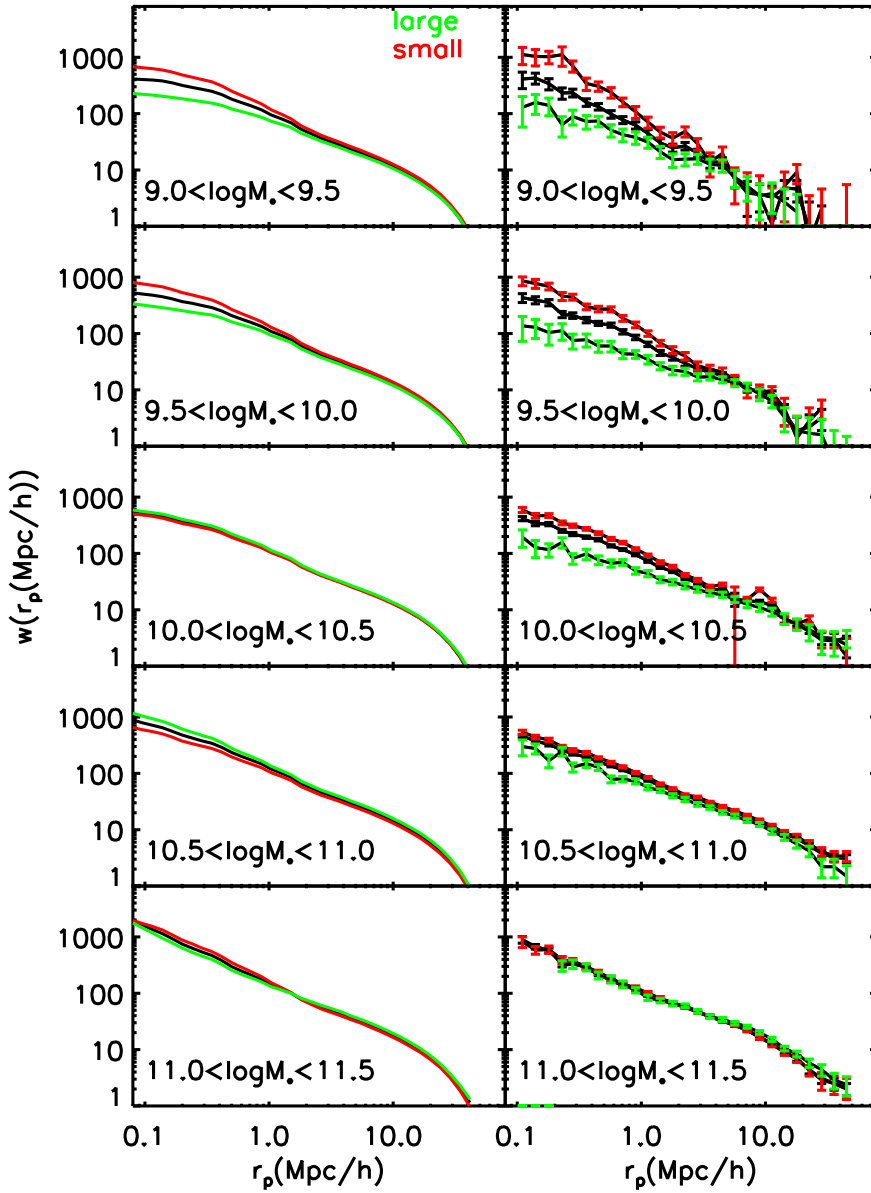 large
small
1000
100
10
1
9.0<logM*<9.5
9.0<logM*<9.5
1000
100
10
1
9.5<logM*<10.0
9.5<logM*<10.0
w(rp(Mpc/h))
1000
100
10
1
10.0<logM*<10.5
10.0<logM*<10.5
1000
100
10
1
10.5<logM*<11.0
10.5<logM*<11.0
1000
100
10
1
11.0<logM*<11.5
11.0<logM*<11.5
0.1 1.0 10.0
0.1 1.0 10.0
rp(Mpc/h)
rp(Mpc/h)